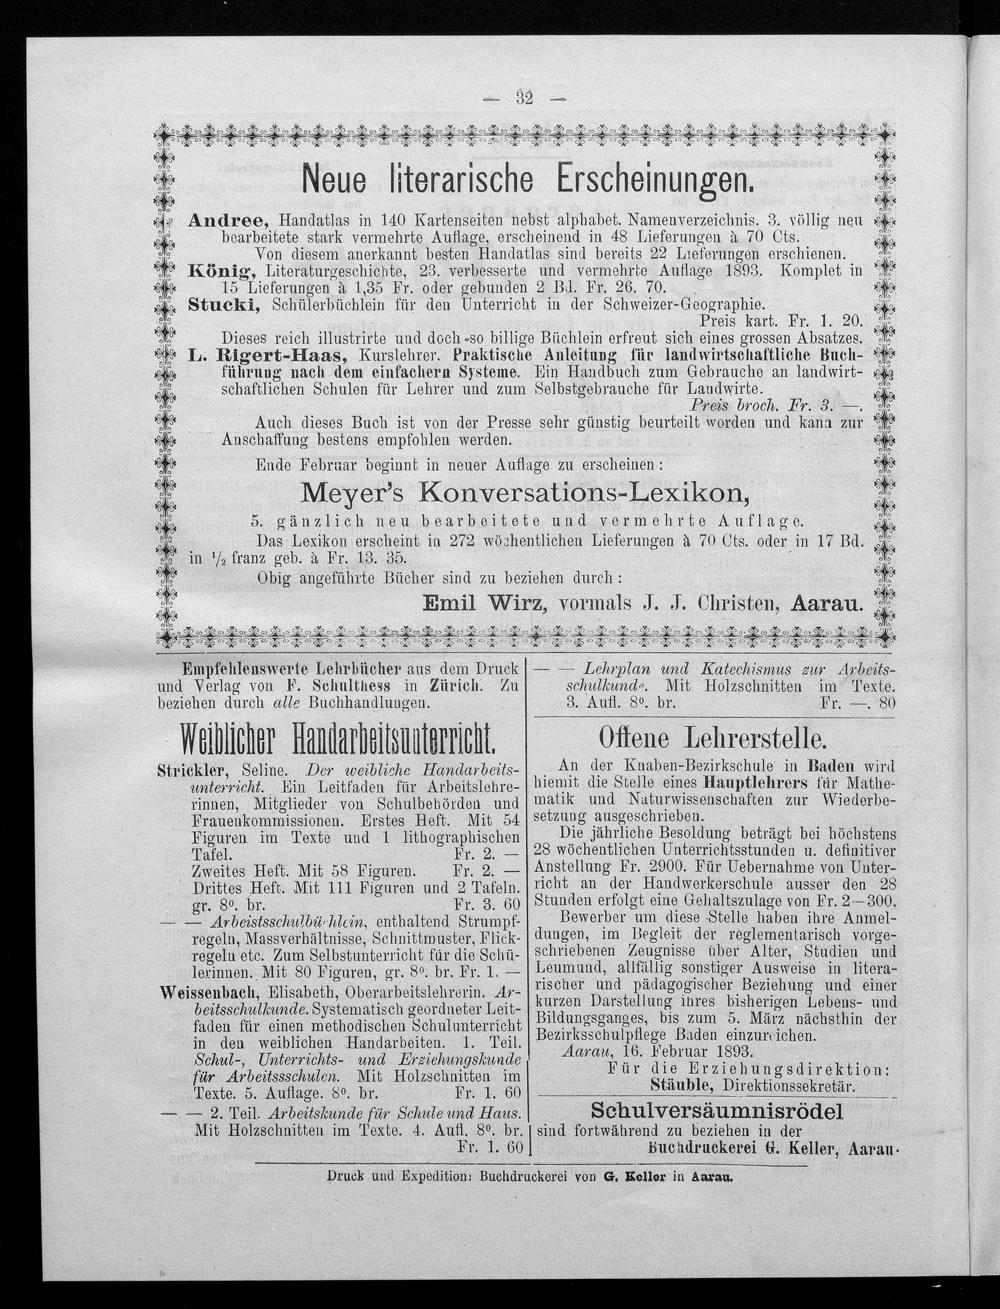 — 32 —
Neue literarische Erscheinungen.
Andree, Handatlas in 140 Kartenseiten nebst alphabet. Namenverzeichnis. 3. völlig neu
bearbeitete stark vermehrte Auflage, erscheinend in 48 Lieferungen à 70 Cts.
Von diesem anerkannt besten Handatlas sind bereits 22 Lieferungen erschienen.
König, Literaturgeschichte, 23. verbesserte und vermehrte Auflage 1893. Komplet in
15 Lieferungen à 1,35 Fr. oder gebunden 2 Bd. Fr. 26. 70.
Stucki, Schülerbüchlein für den Unterricht in der Schweizer-Geographie.
Preis kart. Fr. 1. 20.
Dieses reich illustrirte und doch so billige Büchlein erfreut sich eines grossen Absatzes.
L. Rigert-Haas, Kurslehrer. Praktische Anleitung für landwirtschaftliche Buch-
führung nach dem einfachern Systeme. Ein Handbuch zum Gebrauche an landwirt-
schaftlichen Schulen für Lehrer und zum Selbstgebrauche für Landwirte.
Preis broch. Fr. 3. —.
Auch dieses Buch ist von der Presse sehr günstig beurteilt worden und kann zur
Anschaffung bestens empfohlen werden.
Ende Februar beginnt in neuer Auflage zu erscheinen:
Meyer's Konversations-Lexikon,
5. gänzlich neu bearbeitete und vermehrte Auflage.
Das Lexikon erscheint in 272 wöchentlichen Lieferungen à 70 Cts. oder in 17 Bd.
in 1/2 franz geb. à Fr. 13. 35.
Obig angeführte Bücher sind zu beziehen durch:
Emil Wirz, vormals J. J. Christen, Aarau.
Empfehlenswerte Lehrbücher aus dem Druck
und Verlag von F. Schulthess in Zürich. Zu
beziehen durch alle Buchhandlungen.
Weiblicher Handarbeitsunterricht.
Strickler, Seline. Der weibliche Handarbeits-
unterricht. Ein Leitfaden für Arbeitslehre-
rinnen, Mitglieder von Schulbehörden und
Frauenkommissionen. Erstes Heft. Mit 54
Figuren im Texte und 1 lithographischen
Tafel. Fr. 2. —
Zweites Heft. Mit 58 Figuren. Fr. 2. —
Drittes Heft. Mit 111 Figuren und 2 Tafeln.
gr. 8º. br. Fr. 3. 60
— — Arbeistsschulbüchlein, enthaltend Strumpf-
regeln, Massverhältnisse, Schnittmuster, Flick-
regeln etc. Zum Selbstunterricht für die Schü-
lerinnen. Mit 80 Figuren, gr. 8º. br. Fr. 1. —
Weissenbach, Elisabeth, Oberarbeitslehrerin. Ar-
beitsschulkunde. Systematisch geordneter Leit-
faden für einen methodischen Schulunterricht
in den weiblichen Handarbeiten. 1. Teil.
Schul-, Unterrichts- und Erziehungskunde
für Arbeitssschulen. Mit Holzschnitten im
Texte. 5. Auflage. 8º. br. Fr. 1. 60
— — 2. Teil. Arbeitskunde für Schule und Haus.
Mit Holzschnitten im Texte. 4. Aufl. 8º. br.
Fr. 1. 60
— — Lehrplan und Katechismus zur Arbeits-
schulkunde. Mit Holzschnitten im Texte.
3. Aufl. 8º. br. Fr. —. 80
Offene Lehrerstelle.
An der Knaben-Bezirkschule in Baden wird
hiemit die Stelle eines Hauptlehrers für Mathe-
matik und Naturwissenschaften zur Wiederbe-
setzung ausgeschrieben.
Die jährliche Besoldung beträgt bei höchstens
28 wöchentlichen Unterrichtsstunden u. definitiver
Anstellung Fr. 2900. Für Uebernahme von Unter-
richt an der Handwerkerschule ausser den 28
Stunden erfolgt eine Gehaltszulage von Fr. 2—300.
Bewerber um diese Stelle haben ihre Anmel-
dungen, im Begleit der reglementarisch vorge-
schriebenen Zeugnisse über Alter, Studien und
Leumund, allfällig sonstiger Ausweise in litera-
rischer und pädagogischer Beziehung und einer
kurzen Darstellung ihres bisherigen Lebens- und
Bildungsganges, bis zum 5. März nächsthin der
Bezirksschulpflege Baden einzureichen.
Aarau, 16. Februar 1893.
Für die Erziehungsdirektion:
Stäuble, Direktionssekretär.
Schulversäumnisrödel
sind fortwährend zu beziehen in der
Buchdruckerei G. Keller, Aarau.
Druck und Expedition: Buchdruckerei von G. Keller in Aarau.